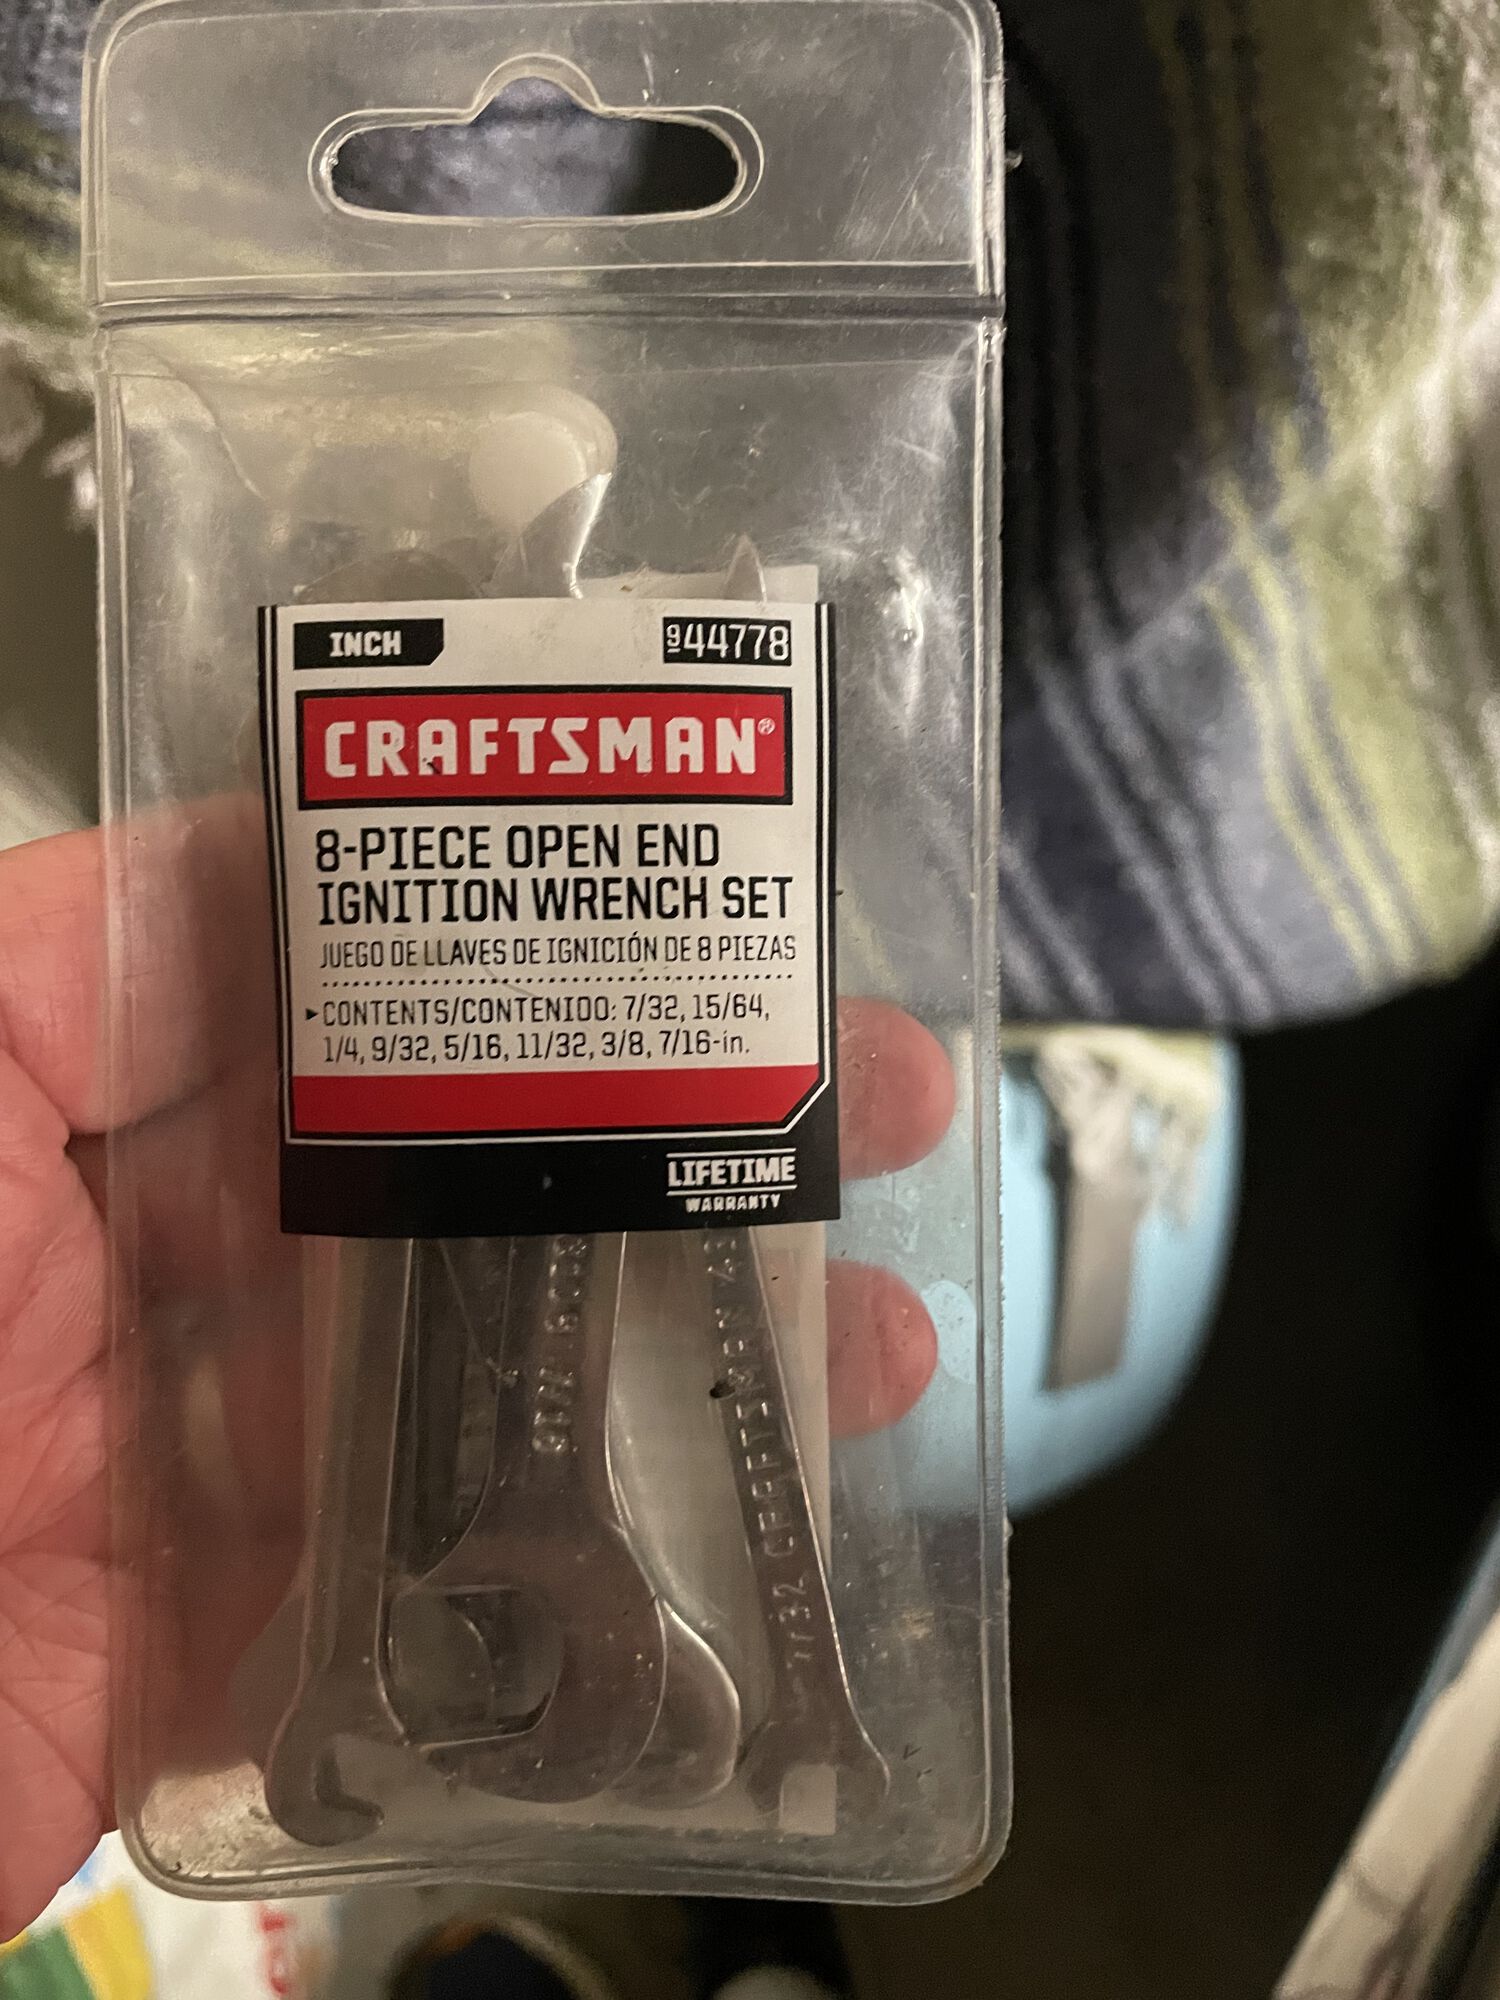 INCH
944778
CRAFTSMAN®
8-PIECE OPEN END
IGNITION WRENCH SET
JUEGO DE LLAVES DE IGNICIÓN DE 8 PIEZAS
▸CONTENTS/CONTENIDO: 7/32, 15/64,
1/4, 9/32, 5/16, 11/32, 3/8, 7/16-in.
LIFETIME
WARRANTY
7/32 CRAFTSMAN